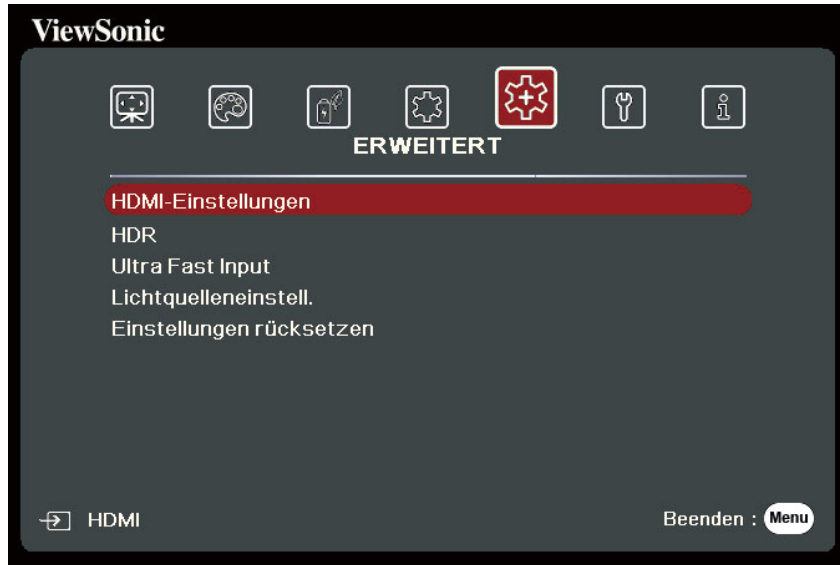 ViewSonic
ERWEITERT
HDMI-Einstellungen
HDR
Ultra Fast Input
Lichtquelleneinstell.
Einstellungen rücksetzen
HDMI
Beenden : Menu